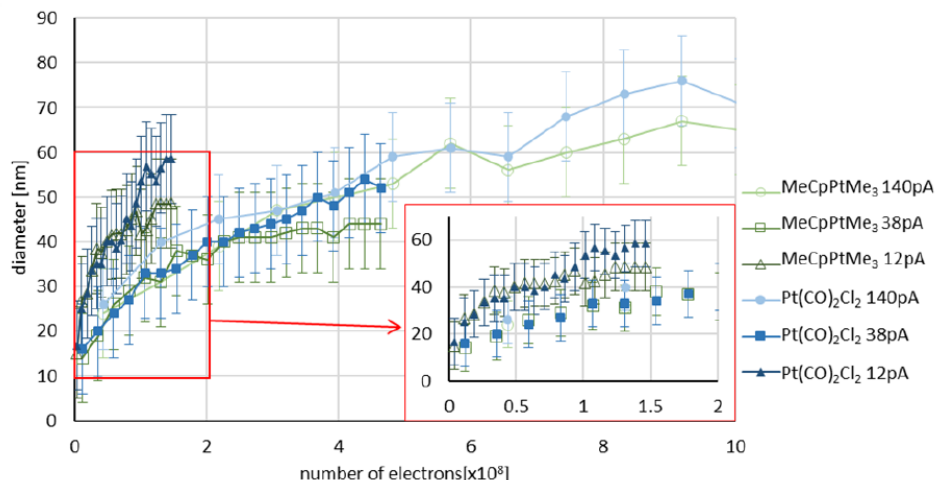 90
80
70
60
50
40
30
20
10
0
diameter [nm]
0 2 4 6 8 10
number of electrons[x10⁸]
60
40
20
0
0 0.5 1 1.5 2
MeCpPtMe₃ 140pA
MeCpPtMe₃ 38pA
MeCpPtMe₃ 12pA
Pt(CO)₂Cl₂ 140pA
Pt(CO)₂Cl₂ 38pA
Pt(CO)₂Cl₂ 12pA